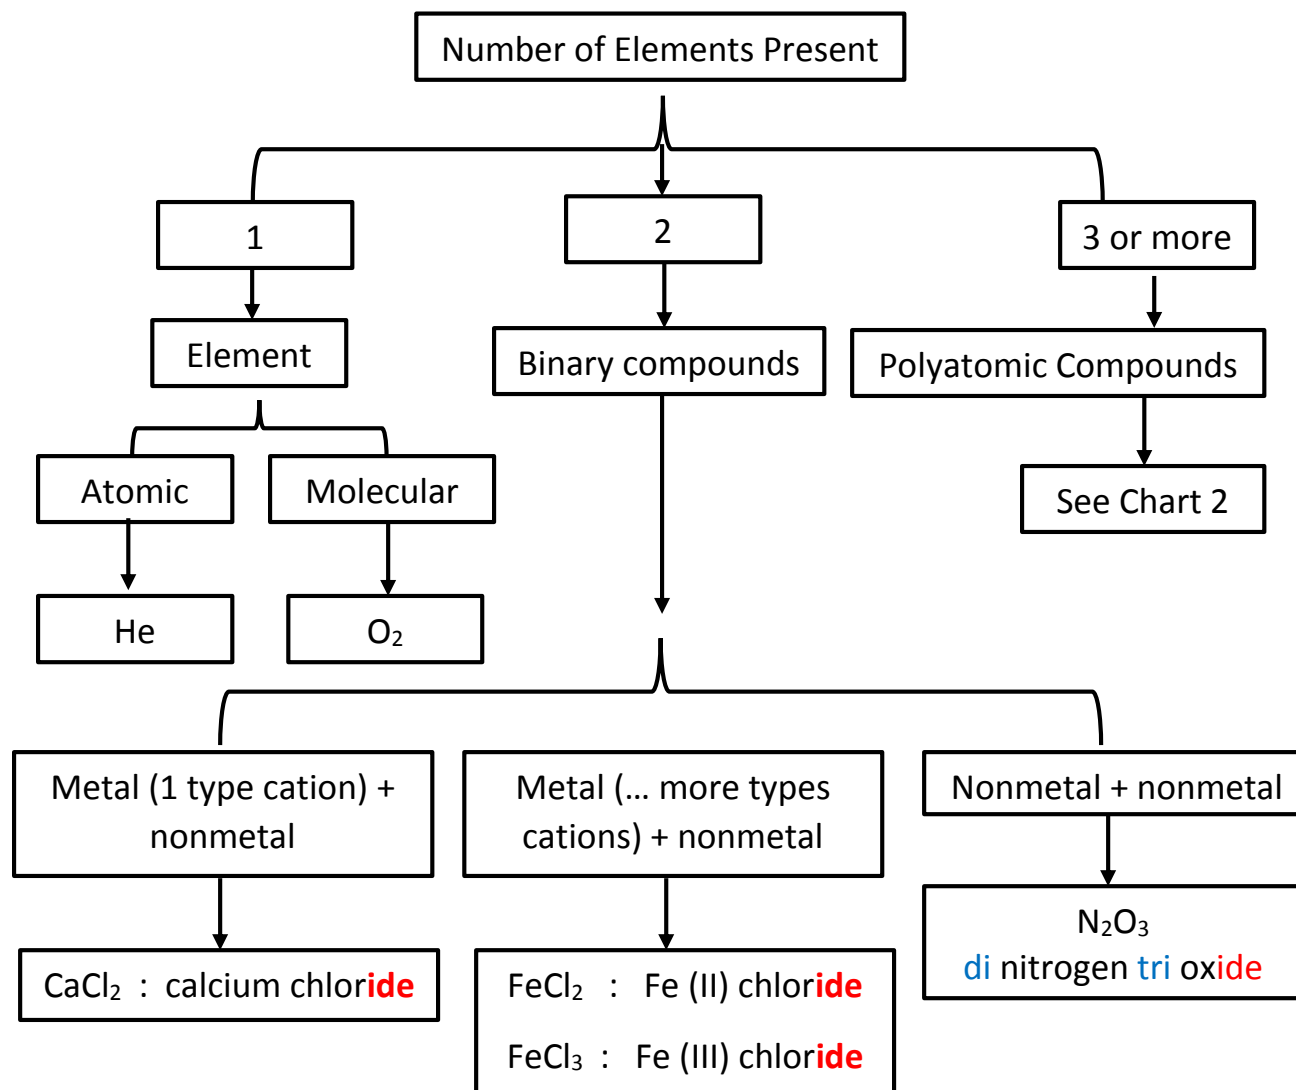 Number of Elements Present
1
2
3 or more
Element
Binary compounds
Polyatomic Compounds
Atomic
Molecular
See Chart 2
He
O₂
Metal (1 type cation) +
nonmetal
Metal (... more types
cations) + nonmetal
Nonmetal + nonmetal
CaCl₂ : calcium chloride
FeCl₂ : Fe (II) chloride
FeCl₃ : Fe (III) chloride
N₂O₃
di nitrogen tri oxide